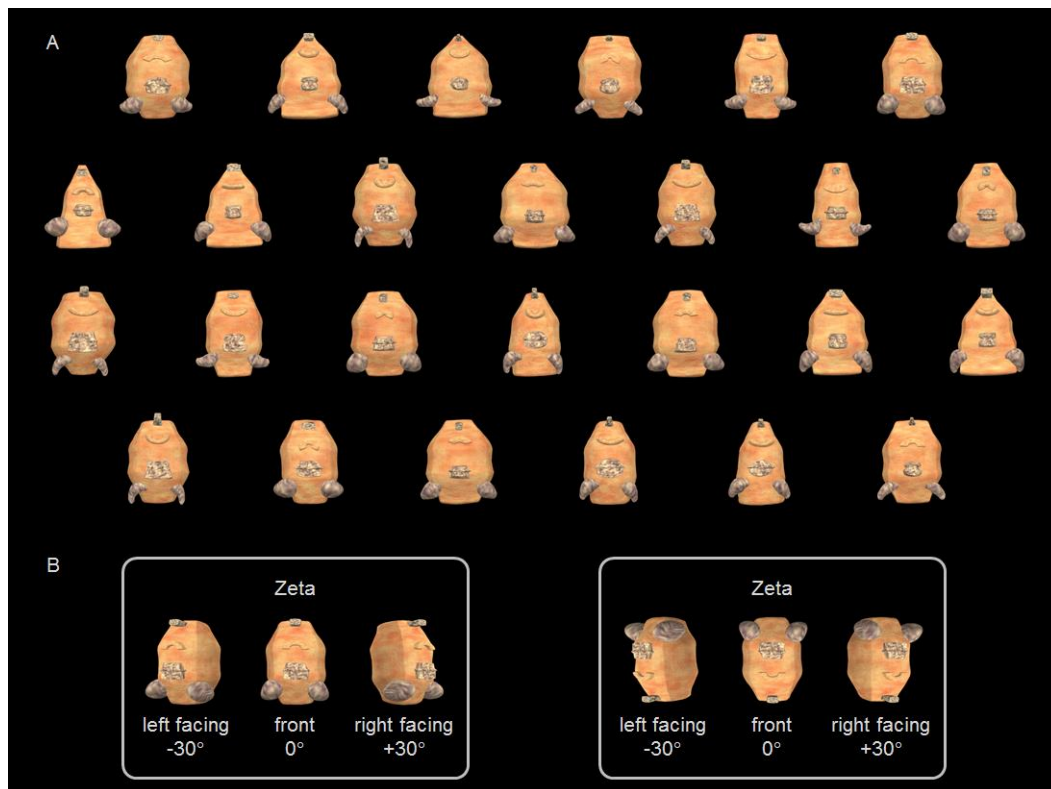 A
B
Zeta
left facing
-30°
front
0°
right facing
+30°
Zeta
left facing
-30°
front
0°
right facing
+30°